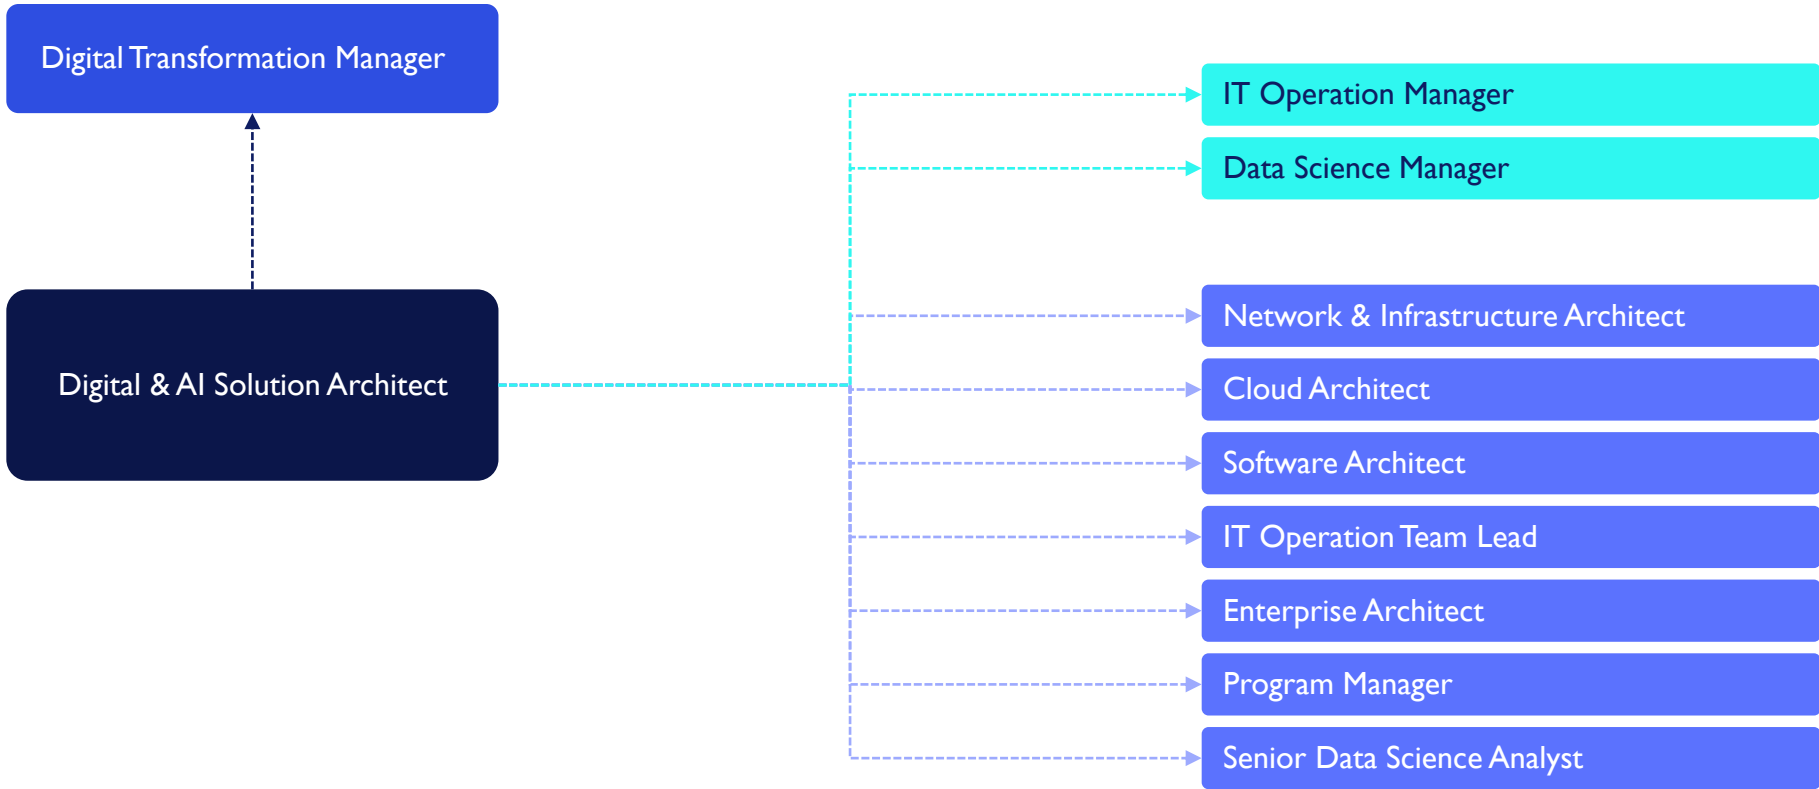 Digital Transformation Manager
IT Operation Manager
Data Science Manager
Network & Infrastructure Architect
Digital & AI Solution Architect
Cloud Architect
Software Architect
IT Operation Team Lead
Enterprise Architect
Program Manager
Senior Data Science Analyst